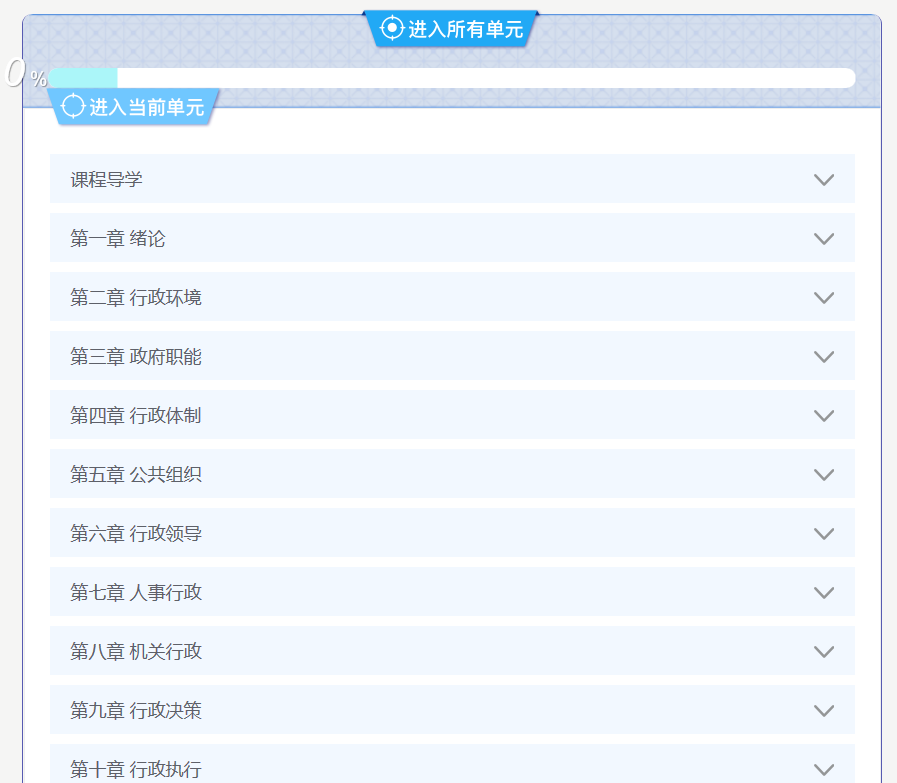 进入所有单元
0 %
进入当前单元
课程导学
第一章 绪论
第二章 行政环境
第三章 政府职能
第四章 行政体制
第五章 公共组织
第六章 行政领导
第七章 人事行政
第八章 机关行政
第九章 行政决策
第十章 行政执行